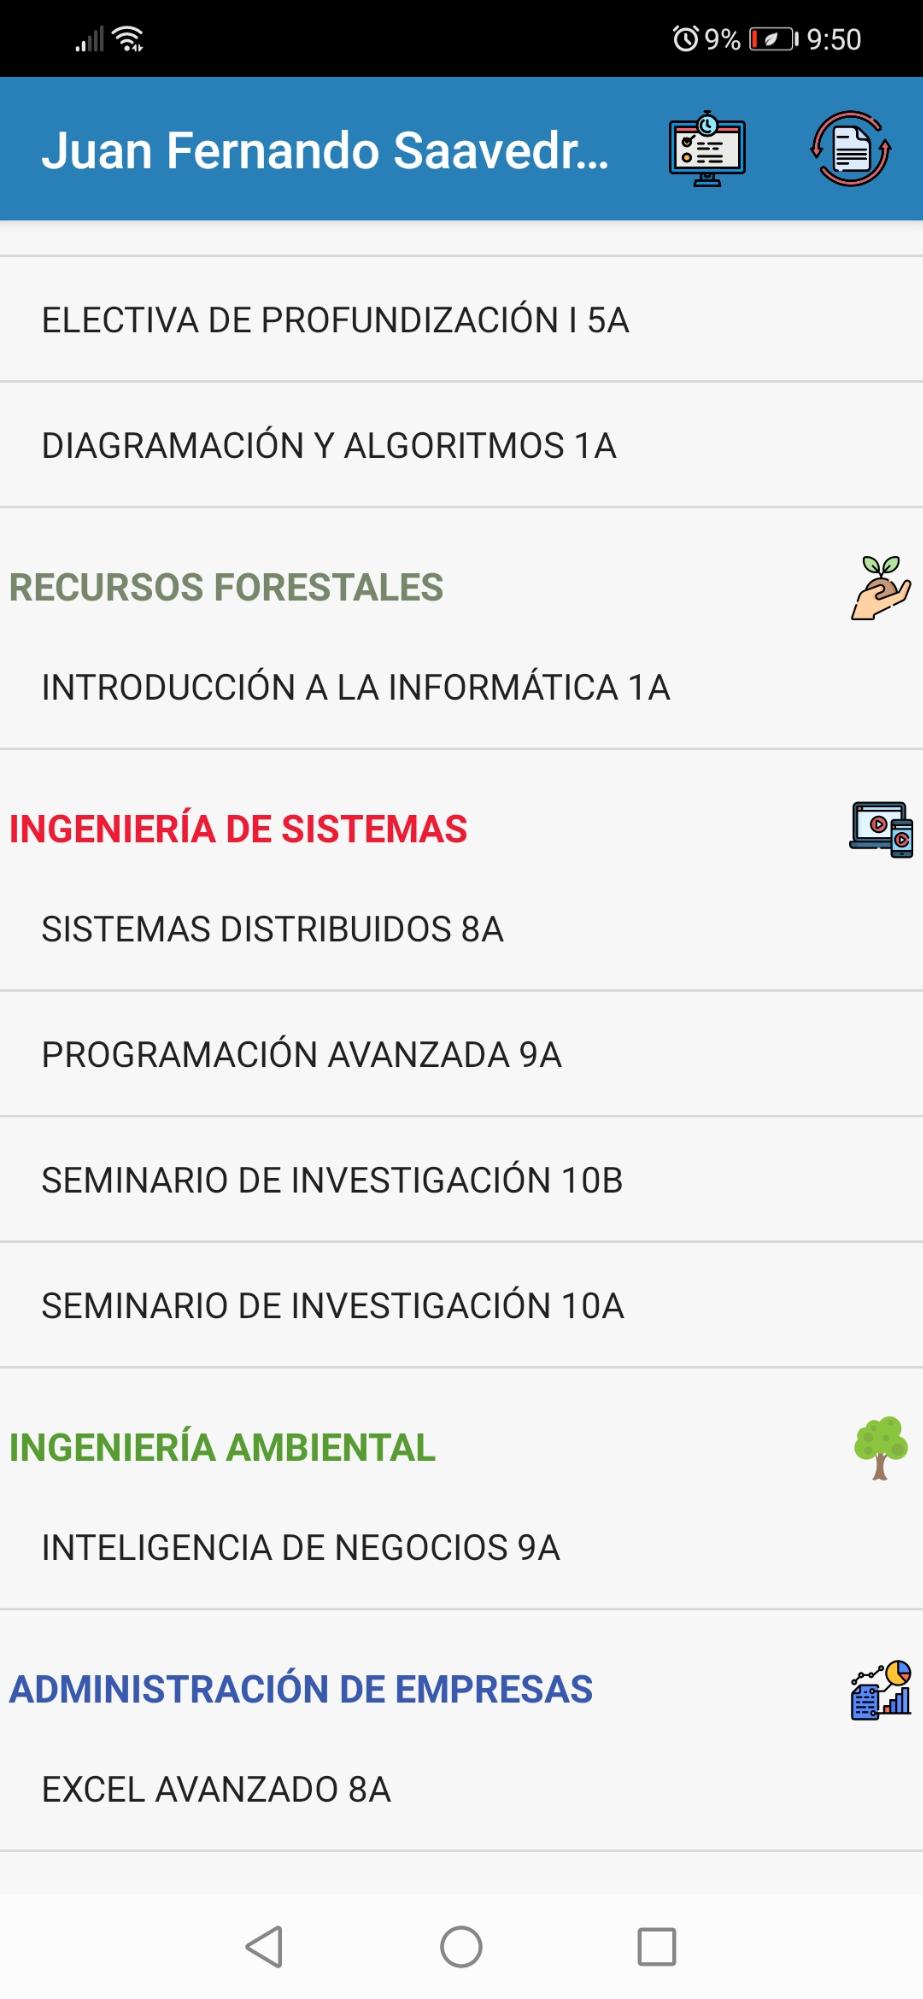 9% 9:50
Juan Fernando Saavedr...
ELECTIVA DE PROFUNDIZACIÓN I 5A
DIAGRAMACIÓN Y ALGORITMOS 1A
RECURSOS FORESTALES
INTRODUCCIÓN A LA INFORMÁTICA 1A
INGENIERÍA DE SISTEMAS
SISTEMAS DISTRIBUIDOS 8A
PROGRAMACIÓN AVANZADA 9A
SEMINARIO DE INVESTIGACIÓN 10B
SEMINARIO DE INVESTIGACIÓN 10A
INGENIERÍA AMBIENTAL
INTELIGENCIA DE NEGOCIOS 9A
ADMINISTRACIÓN DE EMPRESAS
EXCEL AVANZADO 8A